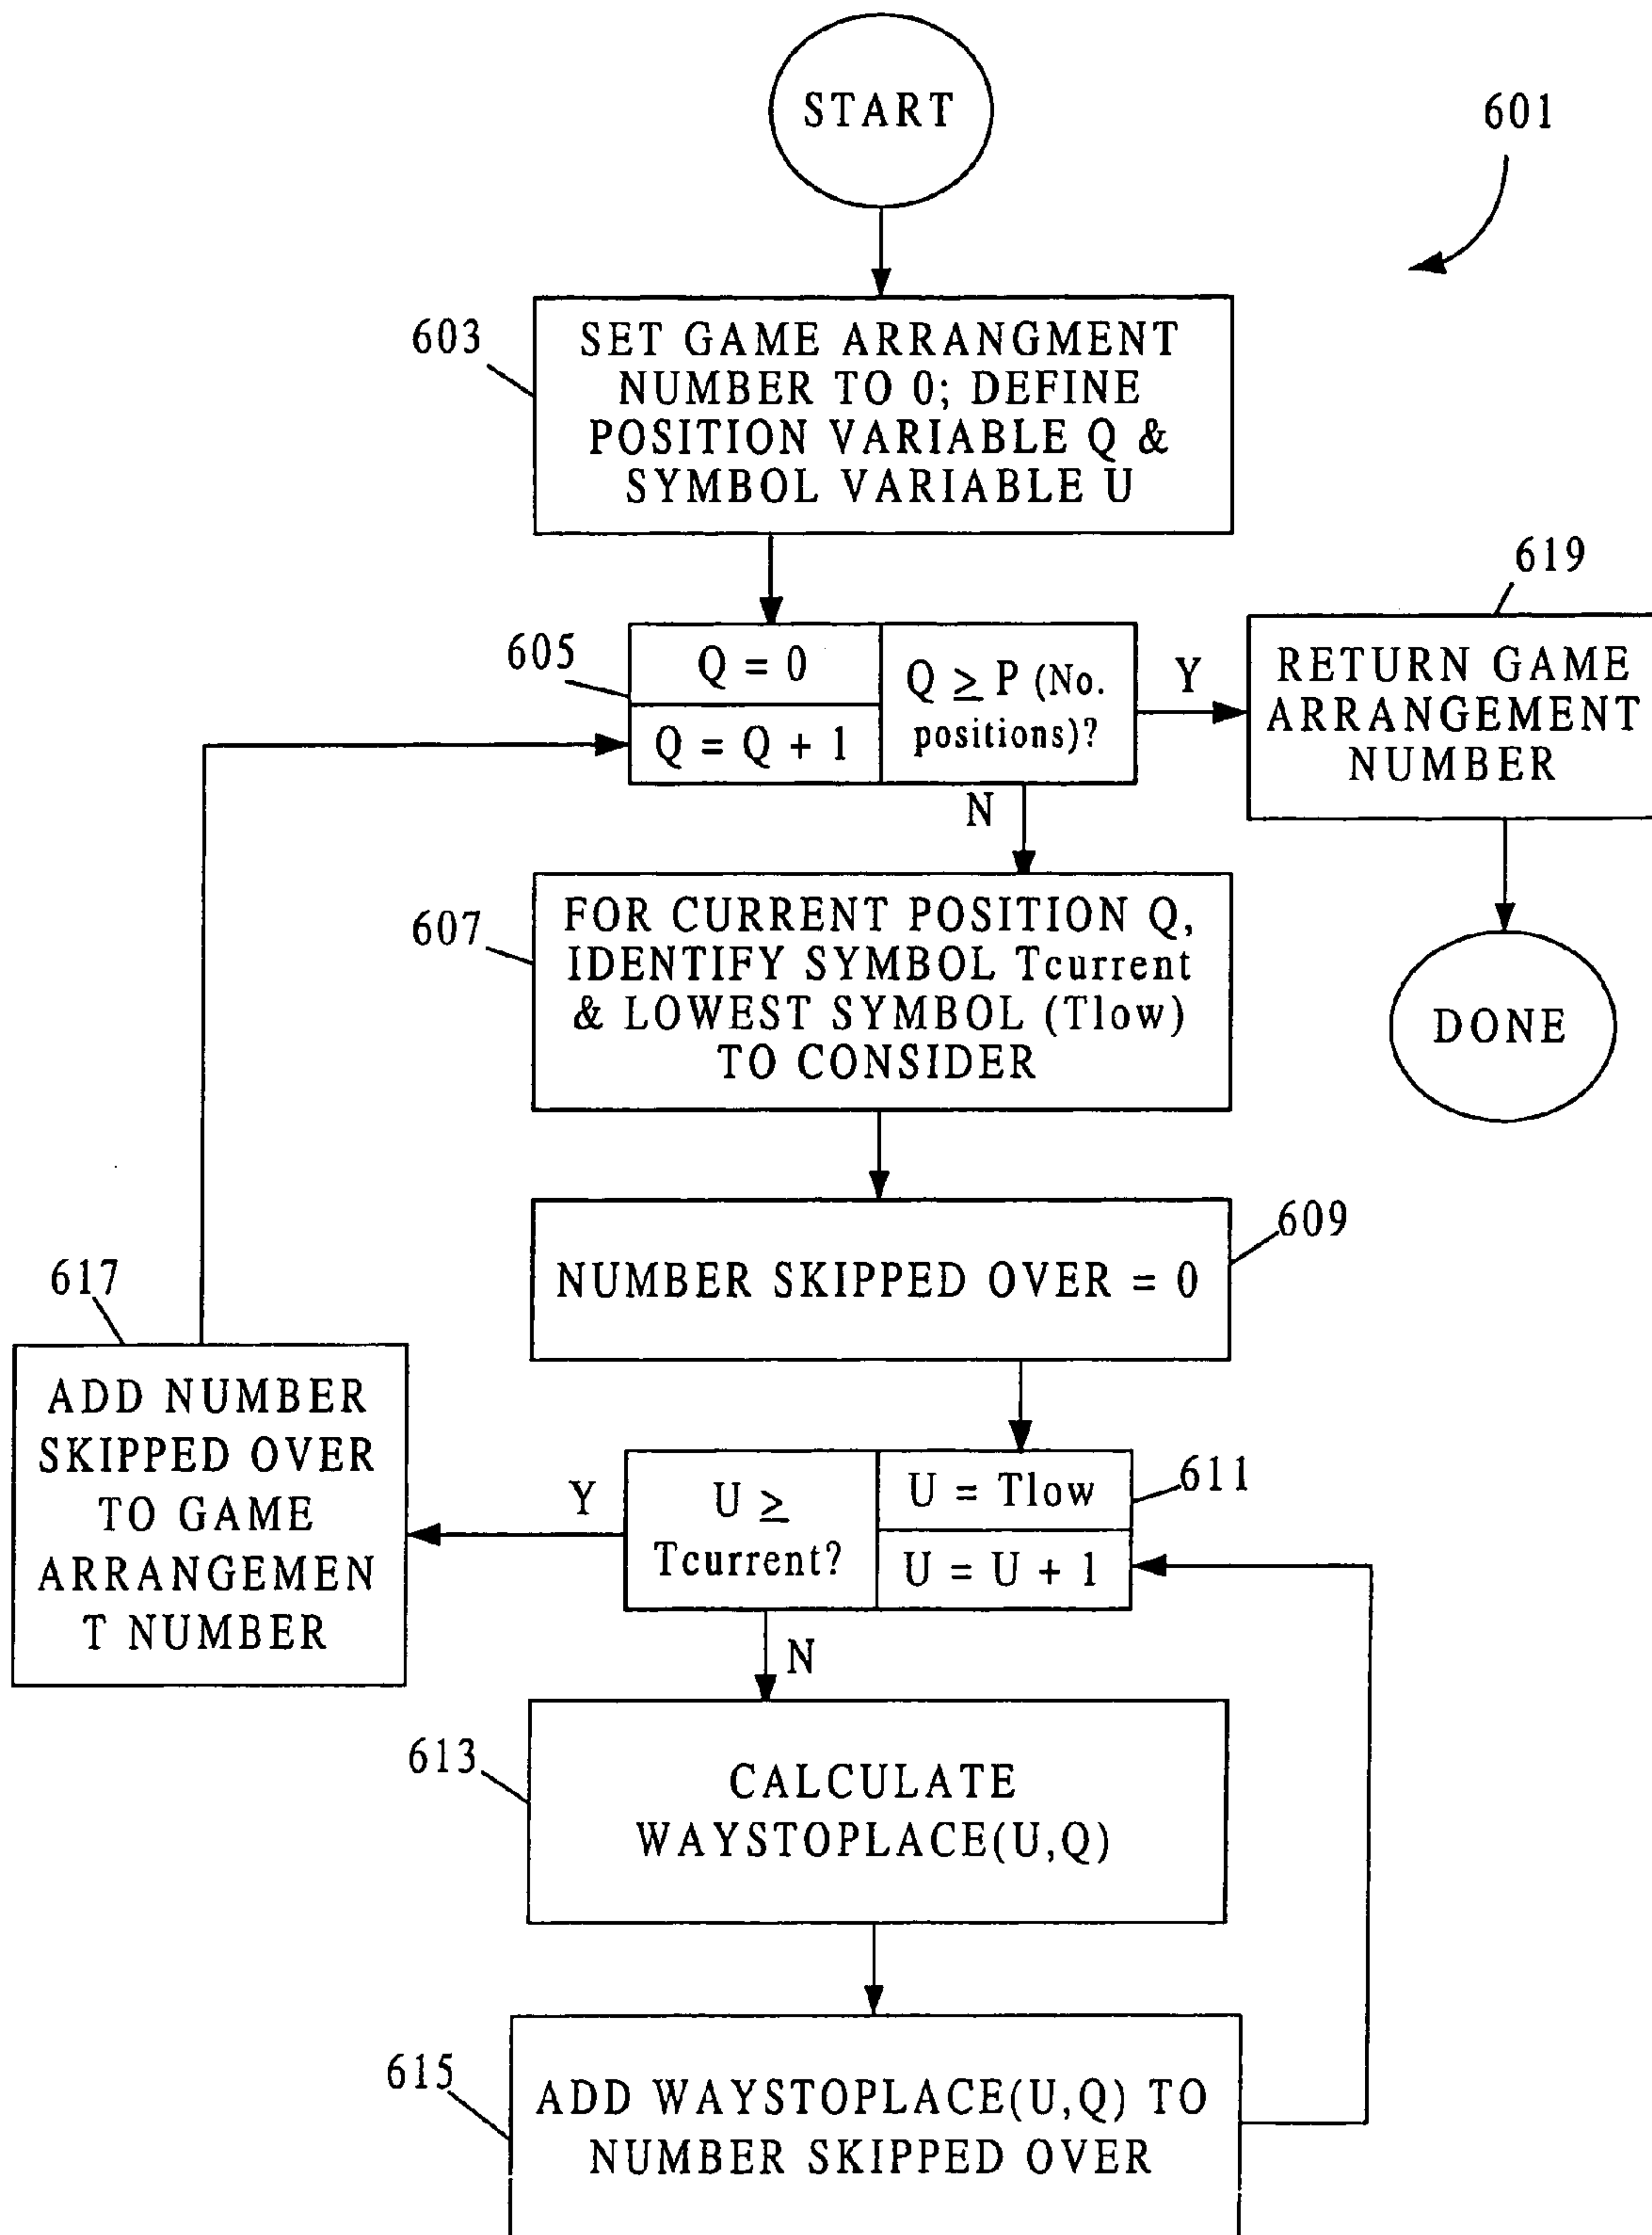 START
601
603
SET GAME ARRANGMENT
NUMBER TO 0; DEFINE
POSITION VARIABLE Q &
SYMBOL VARIABLE U
619
605
Q = 0
Q = Q + 1
Q ≥ P (No.
positions)?
Y
RETURN GAME
ARRANGEMENT
NUMBER
N
607
FOR CURRENT POSITION Q,
IDENTIFY SYMBOL Tcurrent
& LOWEST SYMBOL (Tlow)
TO CONSIDER
DONE
609
NUMBER SKIPPED OVER = 0
617
ADD NUMBER
SKIPPED OVER
TO GAME
ARRANGEMEN
T NUMBER
Y
U ≥
Tcurrent?
U = Tlow
U = U + 1
611
N
613
CALCULATE
WAYSTOPLACE(U,Q)
615
ADD WAYSTOPLACE(U,Q) TO
NUMBER SKIPPED OVER